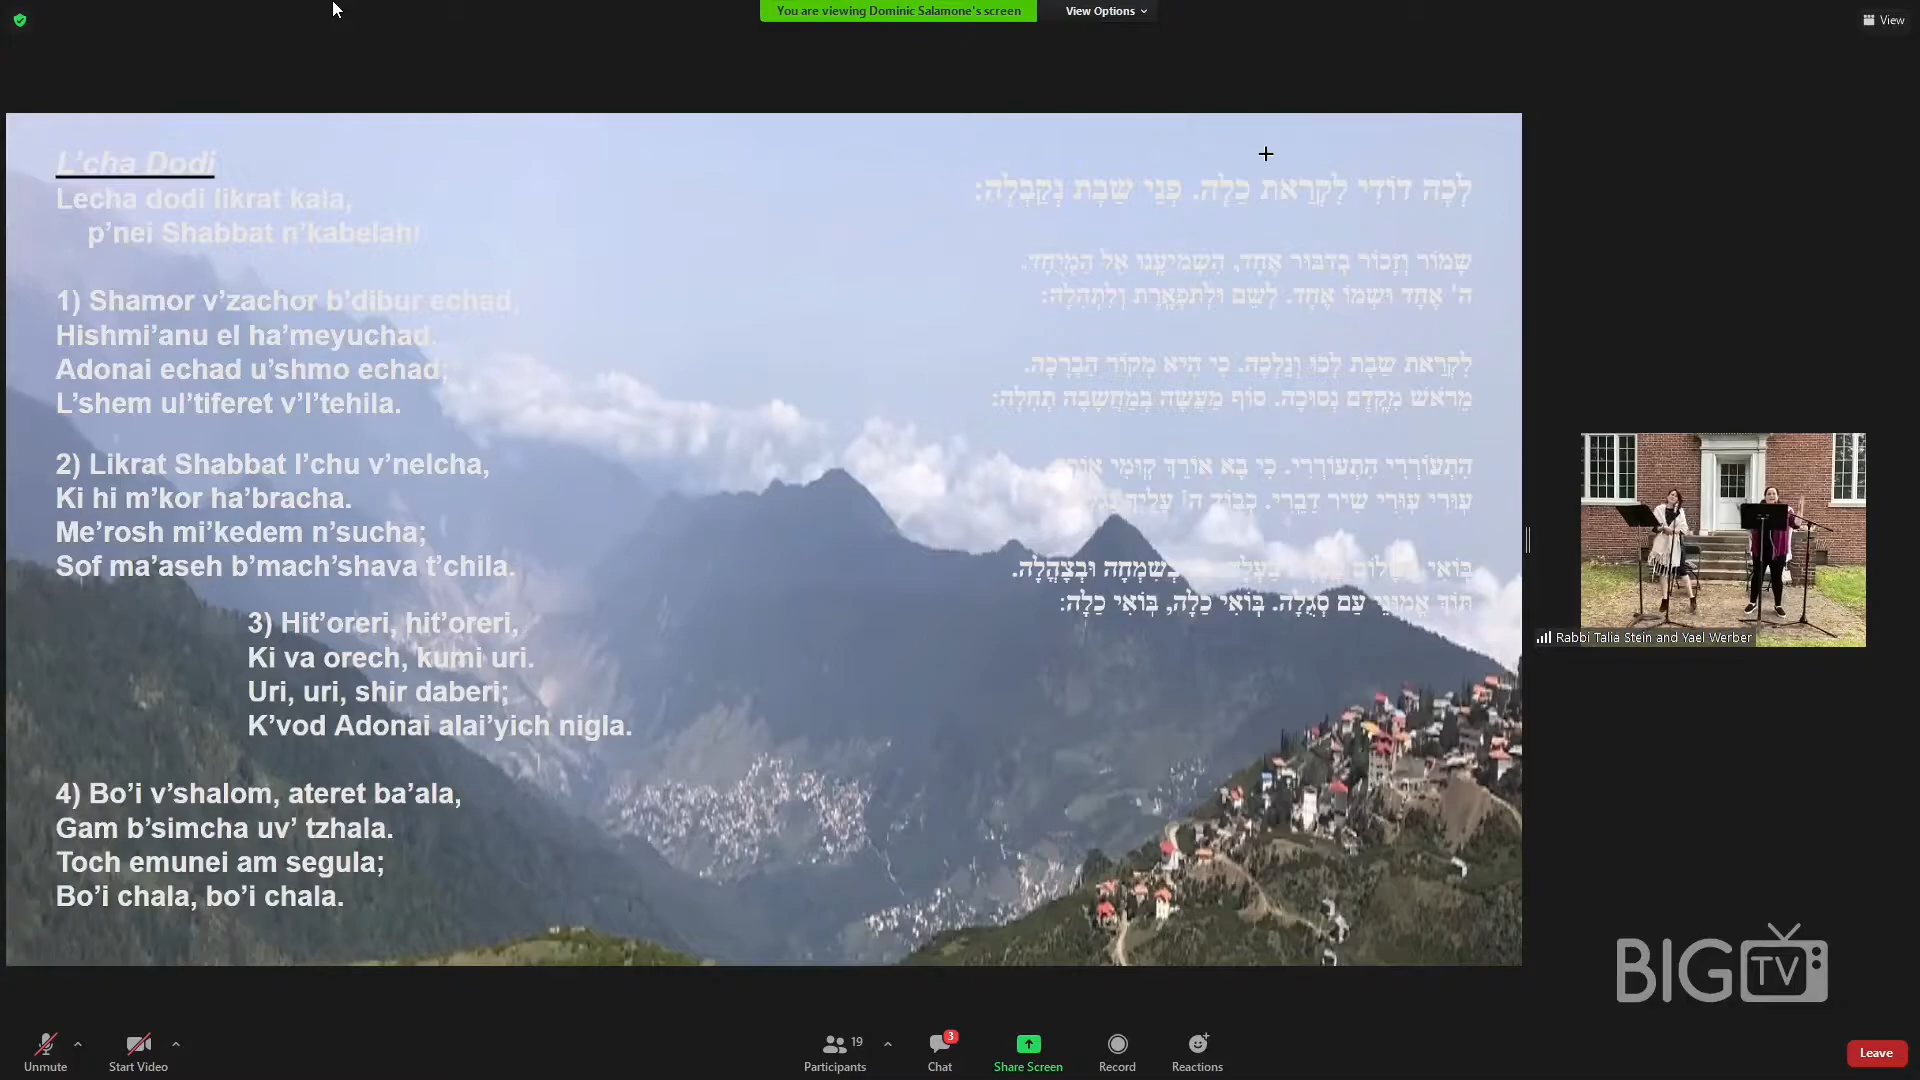 You are viewing Dominic Salamone's screen
View Options
View
L'cha Dodi
Lecha dodi likrat kala,
p'nei Shabbat n'kabelah!
1) Shamor v'zachor b'dibur echad,
Hishmi'anu el ha'meyuchad.
Adonai echad u'shmo echad;
L'shem ul'tiferet v'l'tehila.
2) Likrat Shabbat l'chu v'nelcha,
Ki hi m'kor ha'bracha.
Me'rosh mi'kedem n'sucha;
Sof ma'aseh b'mach'shava t'chila.
3) Hit'oreri, hit'oreri,
Ki va orech, kumi uri.
Uri, uri, shir daberi;
K'vod Adonai alai'yich nigla.
4) Bo'i v'shalom, ateret ba'ala,
Gam b'simcha uv' tzhala.
Toch emunei am segula;
Bo'i chala, bo'i chala.
לְכָה דוֹדִי לִקְרַאת כַּלָּה. פְּנֵי שַׁבָּת נְקַבְּלָה:
שָׁמוֹר וְזָכוֹר בְּדִבּוּר אֶחָד, הִשְׁמִיעָנוּ אֵל הַמְּיֻחָד.
ה' אֶחָד וּשְׁמוֹ אֶחָד. לְשֵׁם וּלְתִפְאֶרֶת וְלִתְהִלָּה:
לִקְרַאת שַׁבָּת לְכוּ וְנֵלְכָה. כִּי הִיא מְקוֹר הַבְּרָכָה.
מֵרֹאשׁ מִקֶּדֶם נְסוּכָה. סוֹף מַעֲשֶׂה בְּמַחֲשָׁבָה תְּחִלָּה:
הִתְעוֹרְרִי הִתְעוֹרְרִי. כִּי בָא אוֹרֵךְ קוּמִי אוֹרִי
עוּרִי עוּרִי שִׁיר דַּבֵּרִי. כְּבוֹד ה' עָלַיִךְ
בּוֹאִי בְשָׁלוֹם בַּעְלָהּ בְּשִׂמְחָה וּבְצָהֳלָה.
תּוֹךְ אֱמוּנֵי עַם סְגֻלָּה. בּוֹאִי כַלָּה, בּוֹאִי כַלָּה:
Rabbi Talia Stein and Yael Werber
BIG TV
Unmute
Start Video
19
Participants
3
Chat
Share Screen
Record
Reactions
Leave